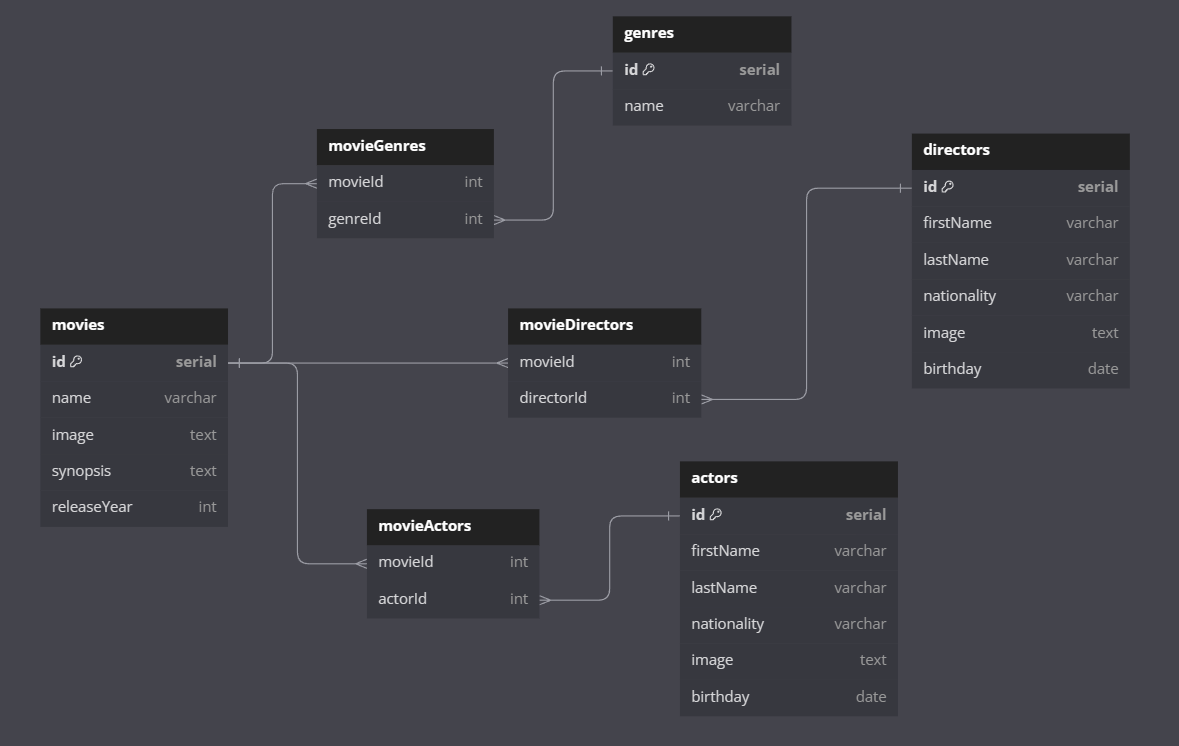 genres
id serial
name varchar
movieGenres
movieId int
genreId int
directors
id serial
firstName varchar
lastName varchar
nationality varchar
image text
birthday date
movies
id serial
name varchar
image text
synopsis text
releaseYear int
movieDirectors
movieId int
directorId int
actors
id serial
firstName varchar
lastName varchar
nationality varchar
image text
birthday date
movieActors
movieId int
actorId int